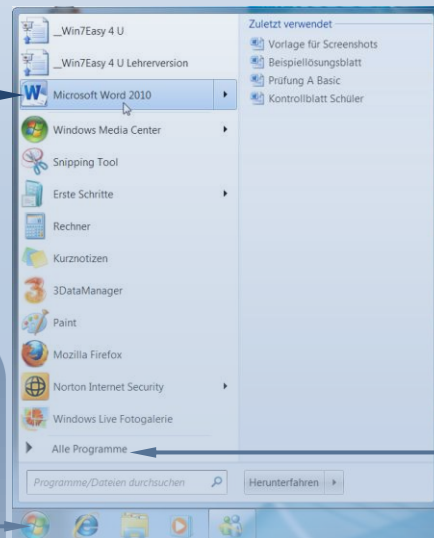 _Win7Easy 4 U
_Win7Easy 4 U Lehrerversion
Microsoft Word 2010
Windows Media Center
Snipping Tool
Erste Schritte
Rechner
Kurznotizen
3DataManager
Paint
Mozilla Firefox
Norton Internet Security
Windows Live Fotogalerie
Alle Programme
Programme/Dateien durchsuchen
Zuletzt verwendet
Vorlage für Screenshots
Beispiellösungsblatt
Prüfung A Basic
Kontrollblatt Schüler
Herunterfahren